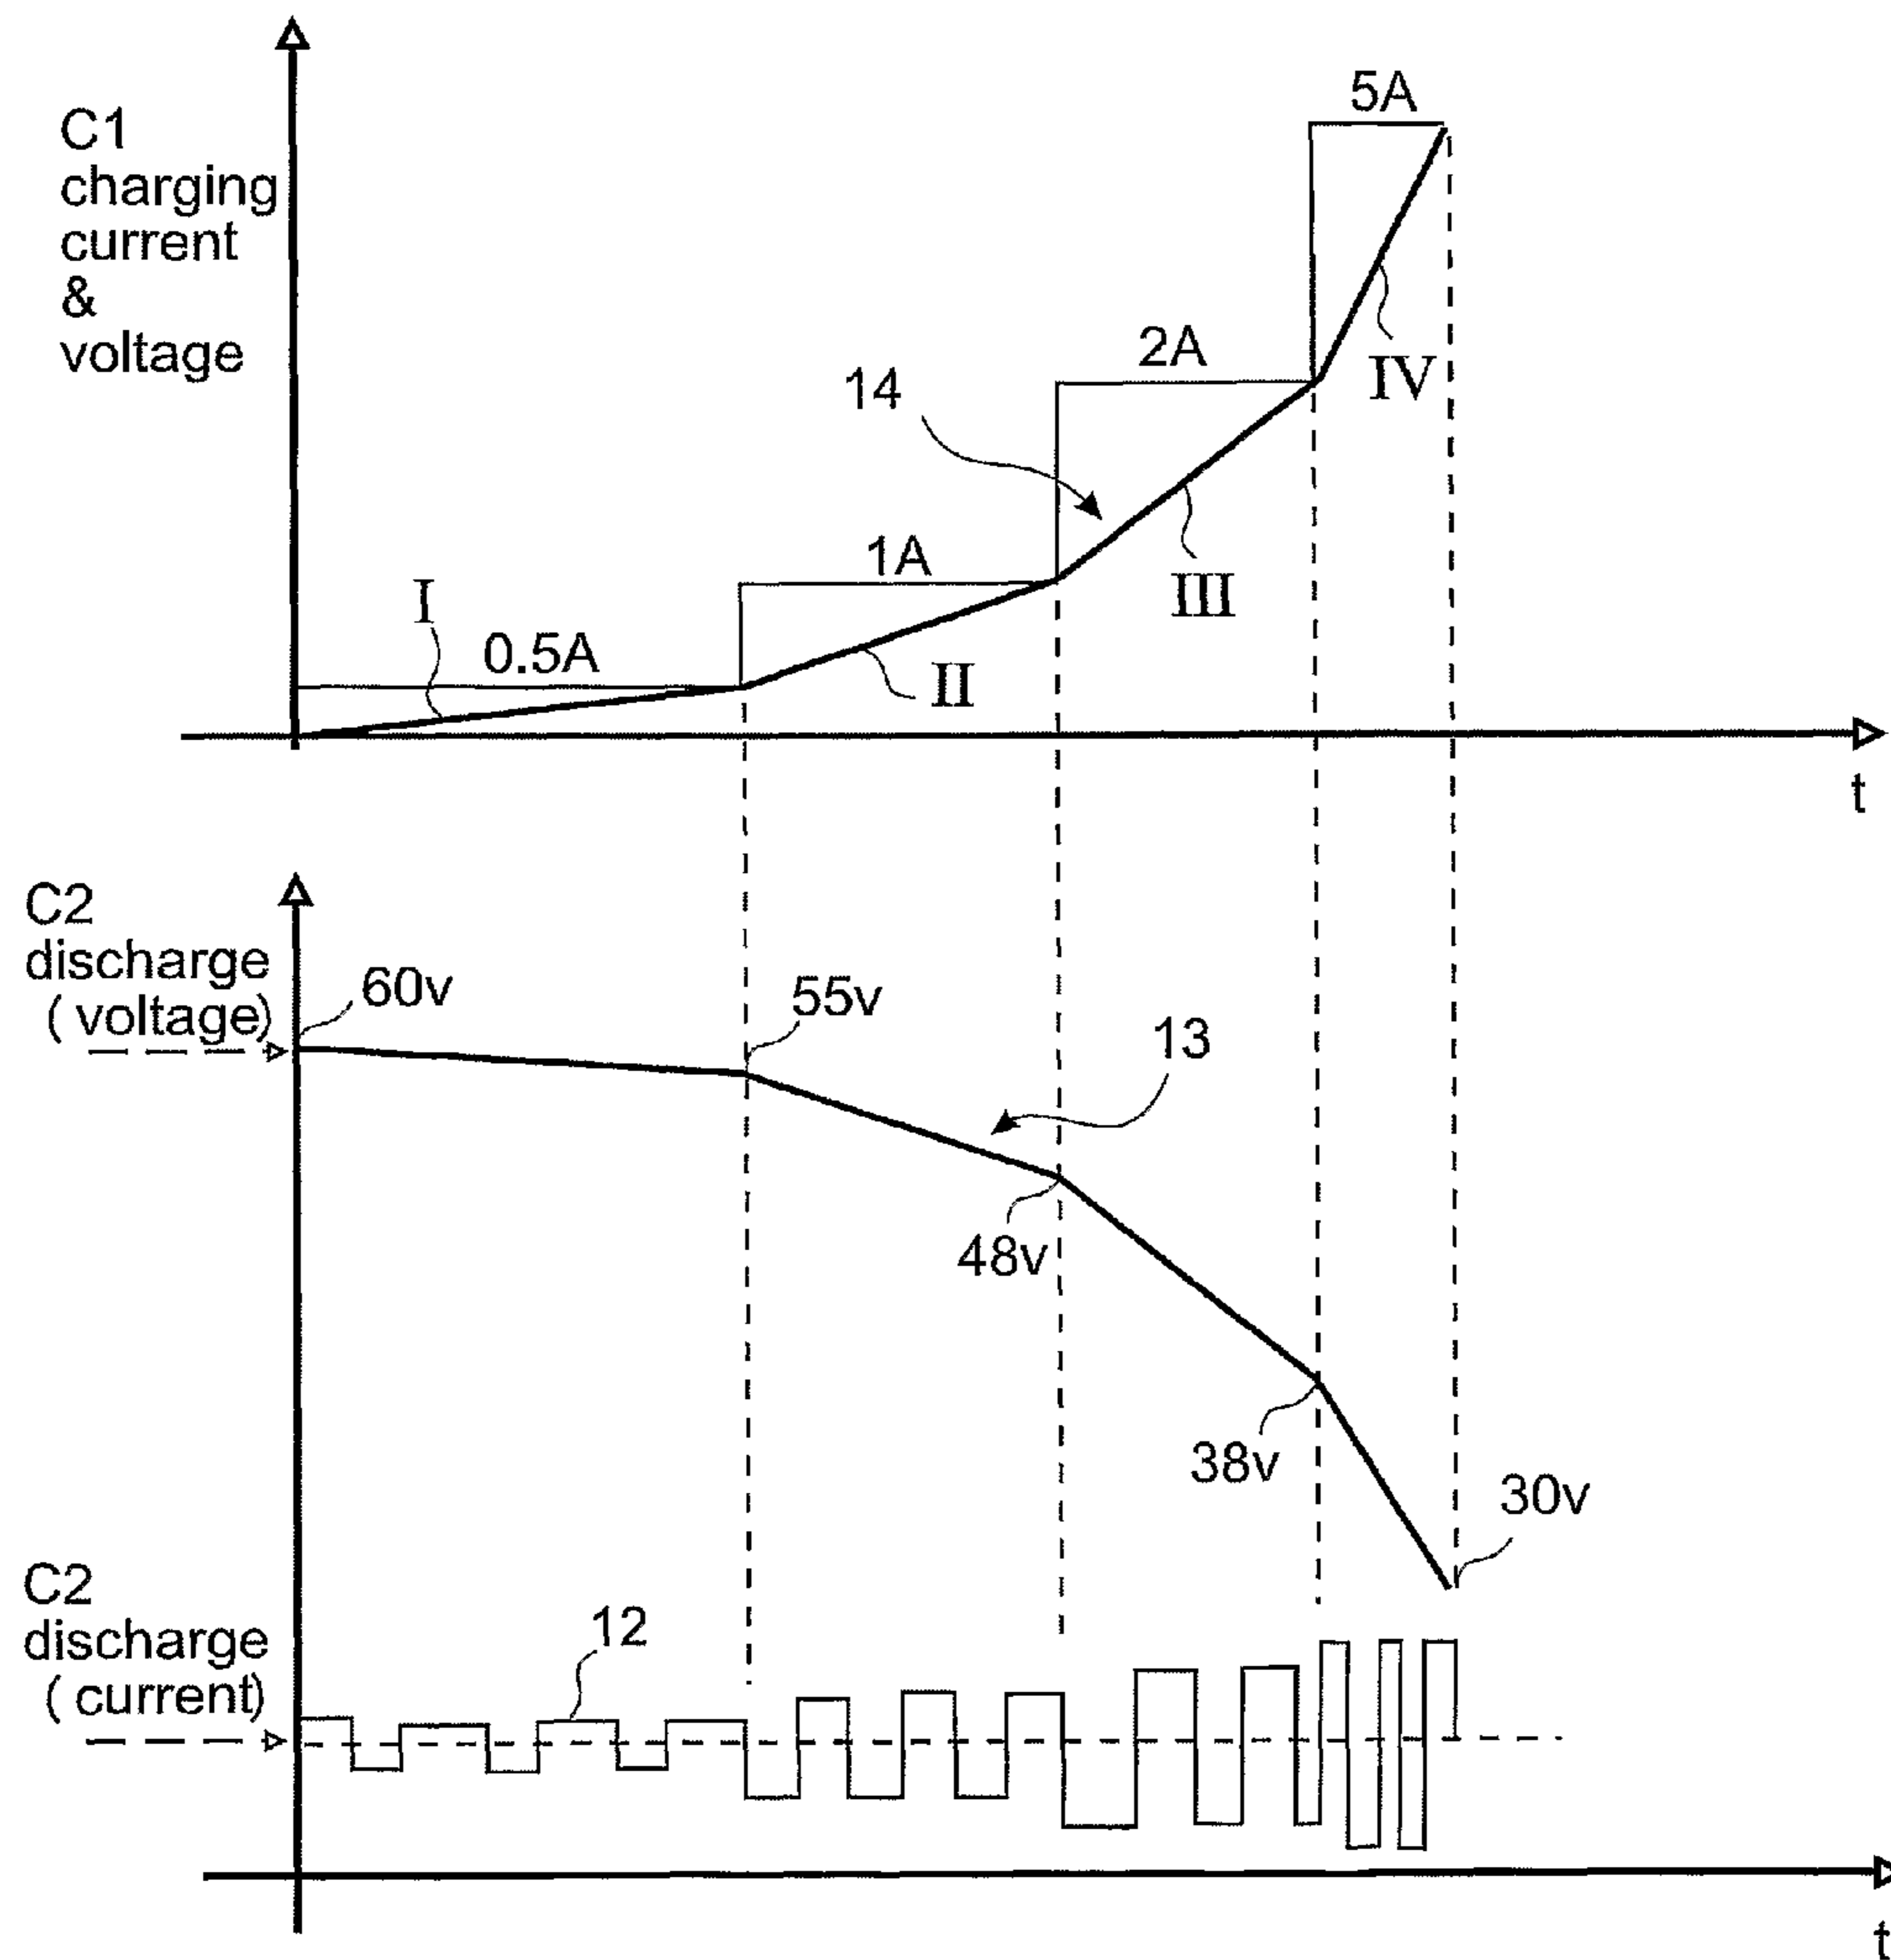 5A
C1
charging
current
&
voltage
2A
14
IV
1A
III
I
0.5A
II
t
C2
discharge
( voltage)
60v
55v
13
48v
38v
30v
C2
discharge
( current)
12
t